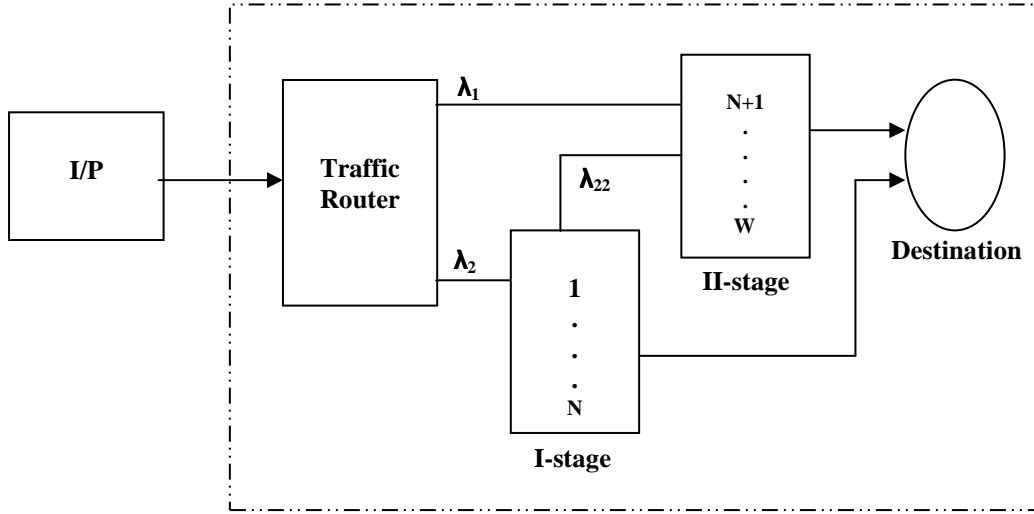 I/P
Traffic
Router
λ1
λ2
λ22
N+1
.
.
.
.
W
II-stage
1
.
.
.
N
I-stage
Destination